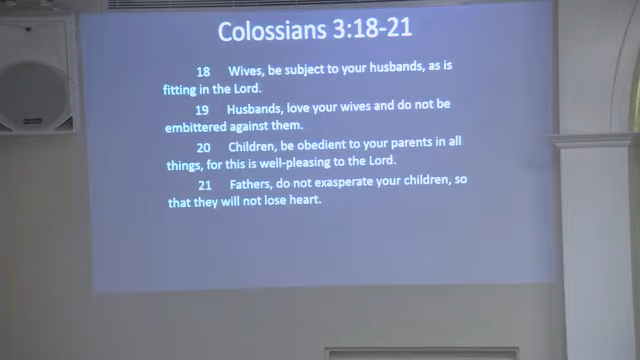 Colossians 3:18-21
18 Wives, be subject to your husbands, as is
fitting in the Lord.
19 Husbands, love your wives and do not be
embittered against them.
20 Children, be obedient to your parents in all
things, for this is well-pleasing to the Lord.
21 Fathers, do not exasperate your children, so
that they will not lose heart.